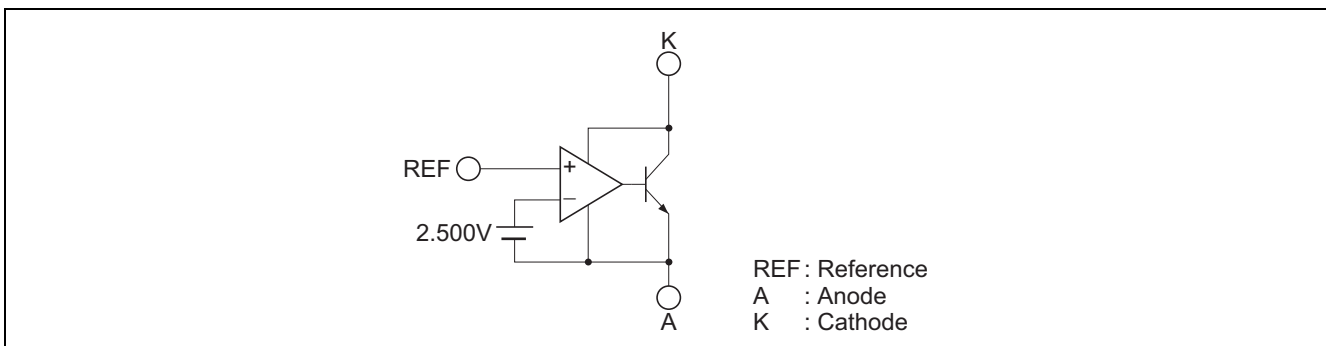 K
REF
+
−
2.500V
A
REF : Reference
A : Anode
K : Cathode